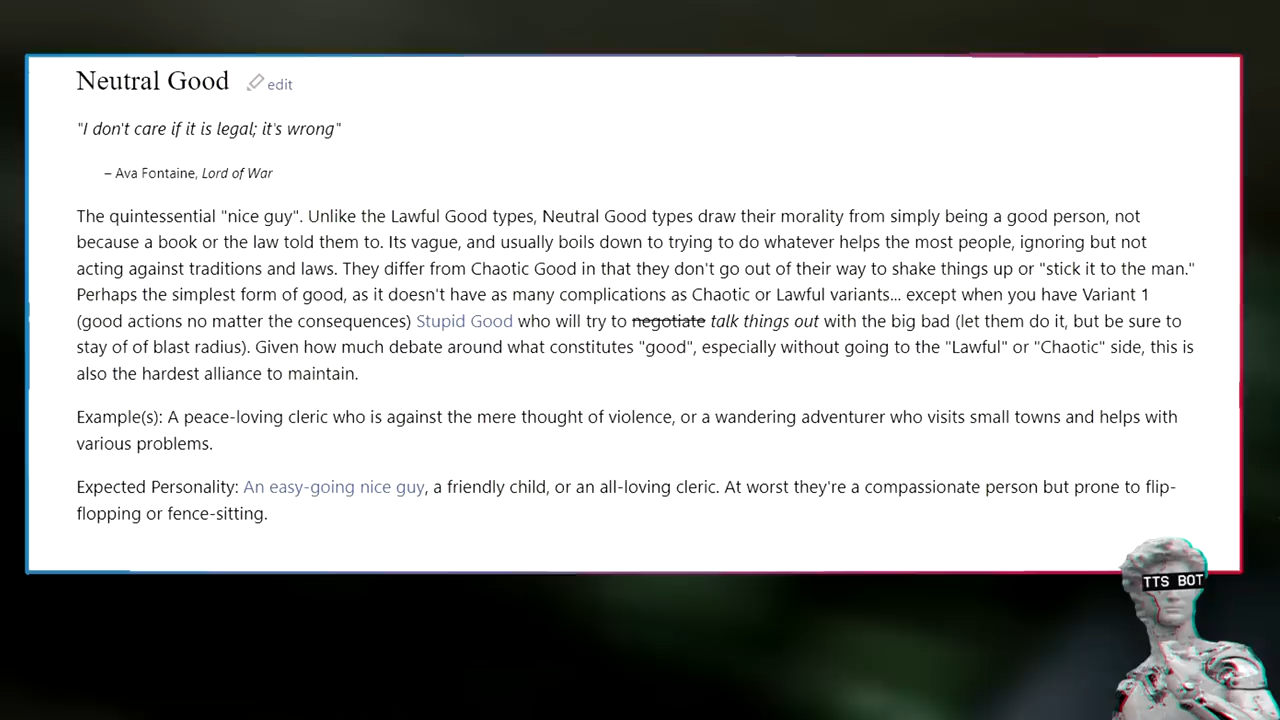 Neutral Good edit
"I don't care if it is legal; it's wrong"
– Ava Fontaine, Lord of War
The quintessential "nice guy". Unlike the Lawful Good types, Neutral Good types draw their morality from simply being a good person, not
because a book or the law told them to. Its vague, and usually boils down to trying to do whatever helps the most people, ignoring but not
acting against traditions and laws. They differ from Chaotic Good in that they don't go out of their way to shake things up or "stick it to the man."
Perhaps the simplest form of good, as it doesn't have as many complications as Chaotic or Lawful variants... except when you have Variant 1
(good actions no matter the consequences) Stupid Good who will try to negotiate talk things out with the big bad (let them do it, but be sure to
stay of of blast radius). Given how much debate around what constitutes "good", especially without going to the "Lawful" or "Chaotic" side, this is
also the hardest alliance to maintain.
Example(s): A peace-loving cleric who is against the mere thought of violence, or a wandering adventurer who visits small towns and helps with
various problems.
Expected Personality: An easy-going nice guy, a friendly child, or an all-loving cleric. At worst they're a compassionate person but prone to flip-
flopping or fence-sitting.
TTS BOT